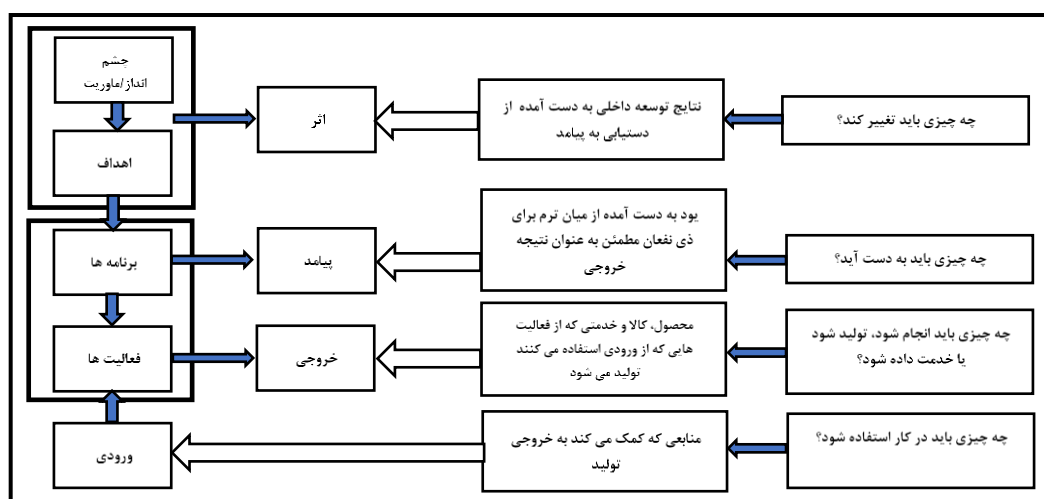 چشم
انداز/ماوریت
اثر
نتایج توسعه داخلی به دست آمده از
دستیابی به پیامد
چه چیزی باید تغییر کند؟
اهداف
برنامه ها
پیامد
یود به دست آمده از میان ترم برای
ذی نفعان مطمئن به عنوان نتیجه
خروجی
چه چیزی باید به دست آید؟
فعالیت ها
خروجی
محصول، کالا و خدمتی که از فعالیت
هایی که از ورودی استفاده می کنند
تولید می شود
چه چیزی باید انجام شود، تولید شود
یا خدمت داده شود؟
ورودی
منابعی که کمک می کند به خروجی
تولید
چه چیزی باید در کار استفاده شود؟